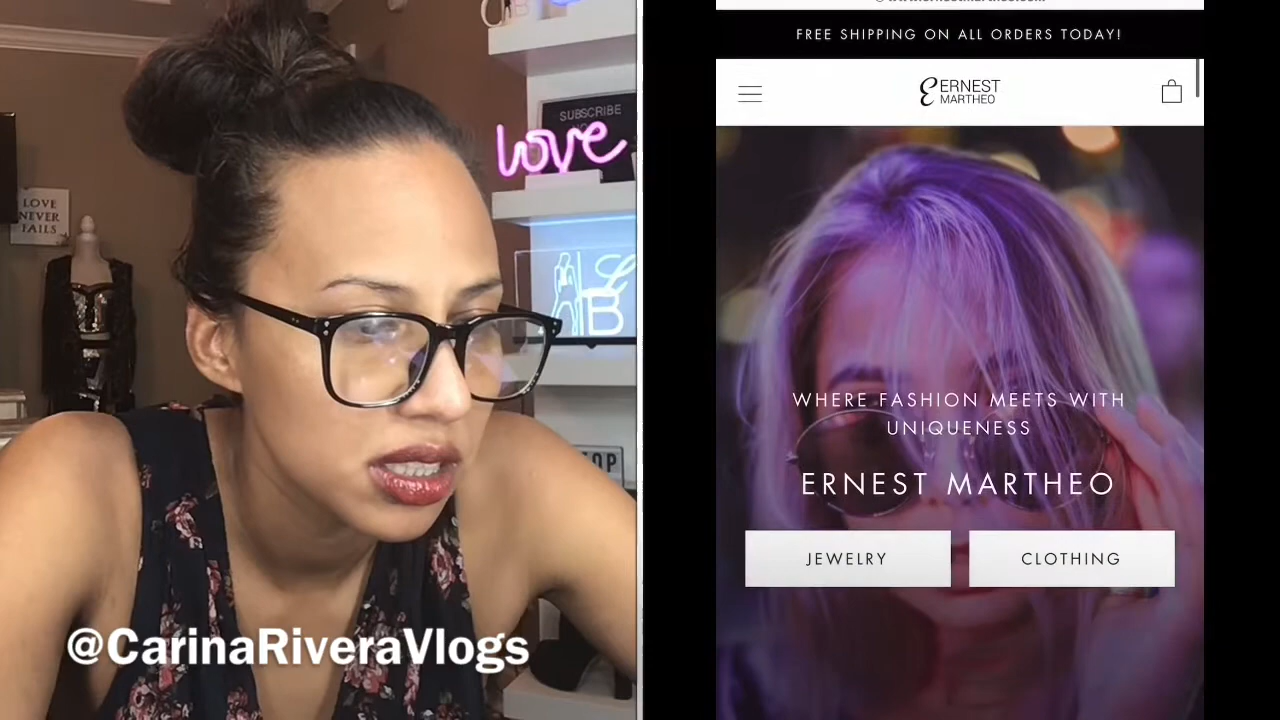 SUBSCRIBE
love
LOVE
NEVER
FAILS
B
@CarinaRiveraVlogs
FREE SHIPPING ON ALL ORDERS TODAY!
ERNEST
MARTHEO
WHERE FASHION MEETS WITH
UNIQUENESS
ERNEST MARTHEO
JEWELRY
CLOTHING